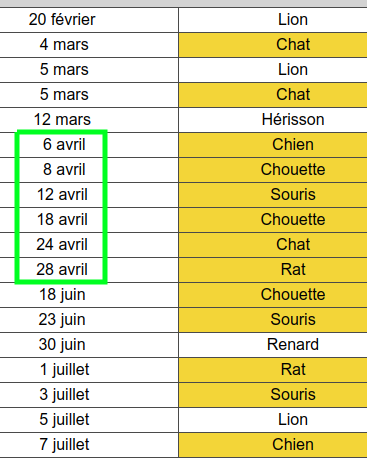 20 février Lion
4 mars Chat
5 mars Lion
5 mars Chat
12 mars Hérisson
6 avril Chien
8 avril Chouette
12 avril Souris
18 avril Chouette
24 avril Chat
28 avril Rat
18 juin Chouette
23 juin Souris
30 juin Renard
1 juillet Rat
3 juillet Souris
5 juillet Lion
7 juillet Chien